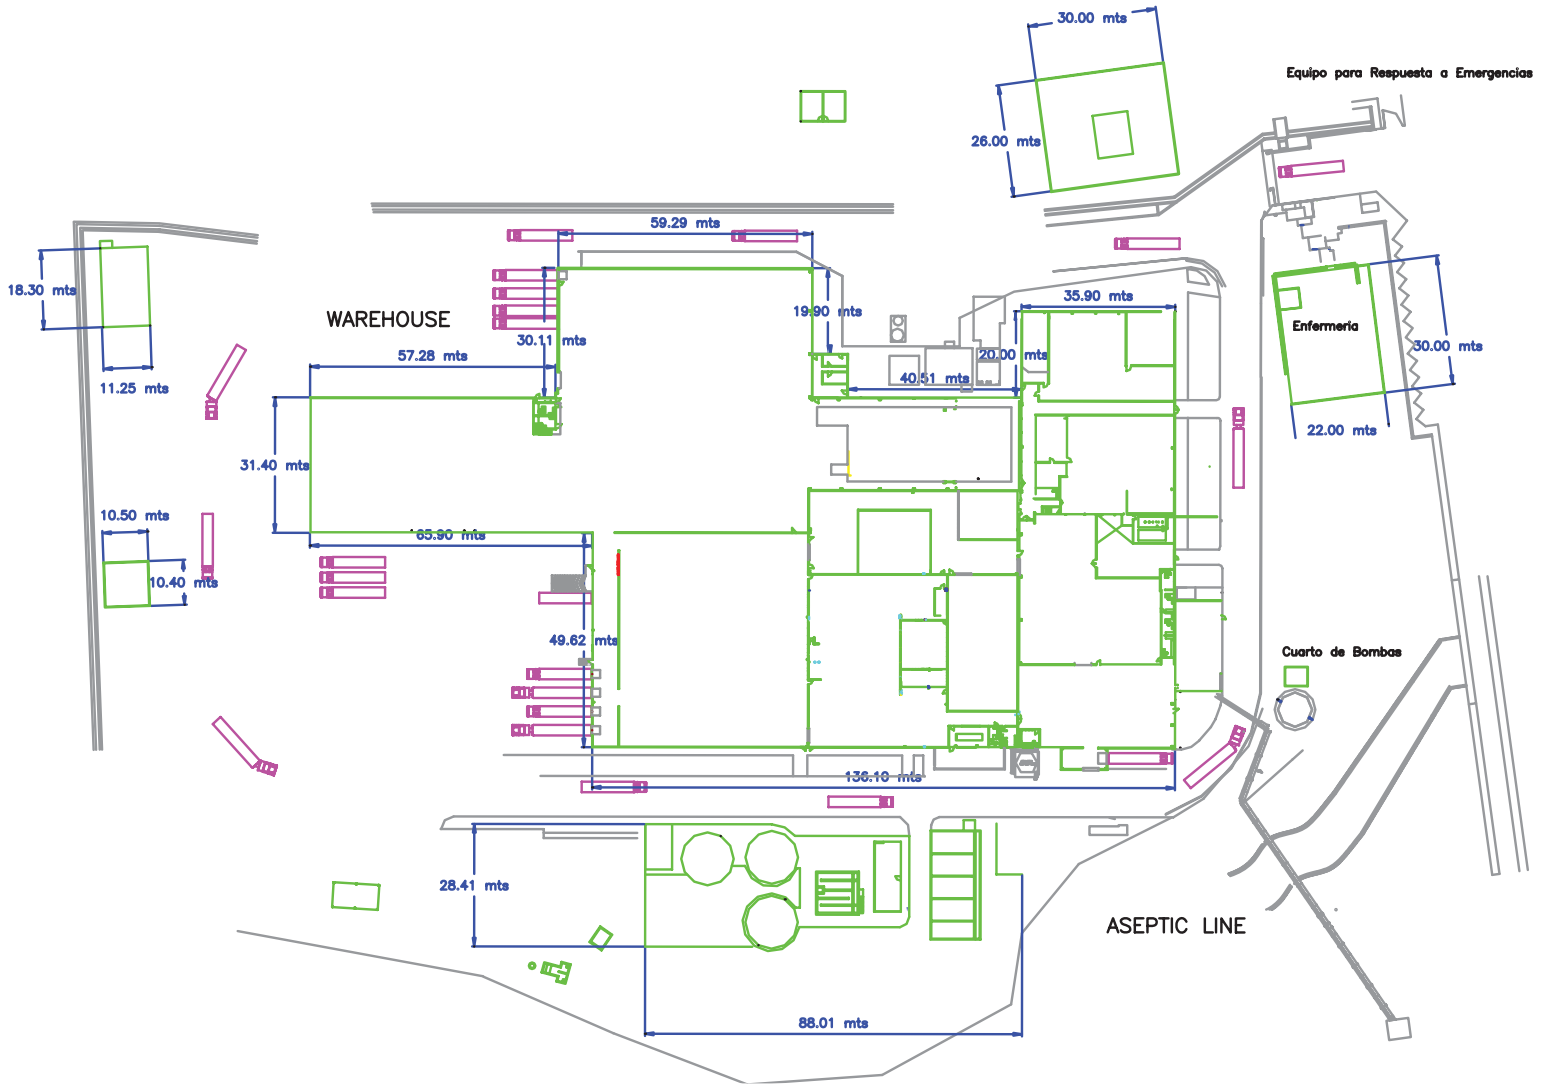 30.00 mts
Equipo para Respuesta a Emergencias
26.00 mts
59.29 mts
18.30 mts
35.90 mts
19.90 mts
WAREHOUSE
Enfermeria
30.11 mts
30.00 mts
57.28 mts
20.00 mts
11.25 mts
40.51 mts
22.00 mts
31.40 mts
10.50 mts
65.90 mts
10.40 mts
49.62 mts
Cuarto de Bombas
136.10 mts
28.41 mts
ASEPTIC LINE
88.01 mts